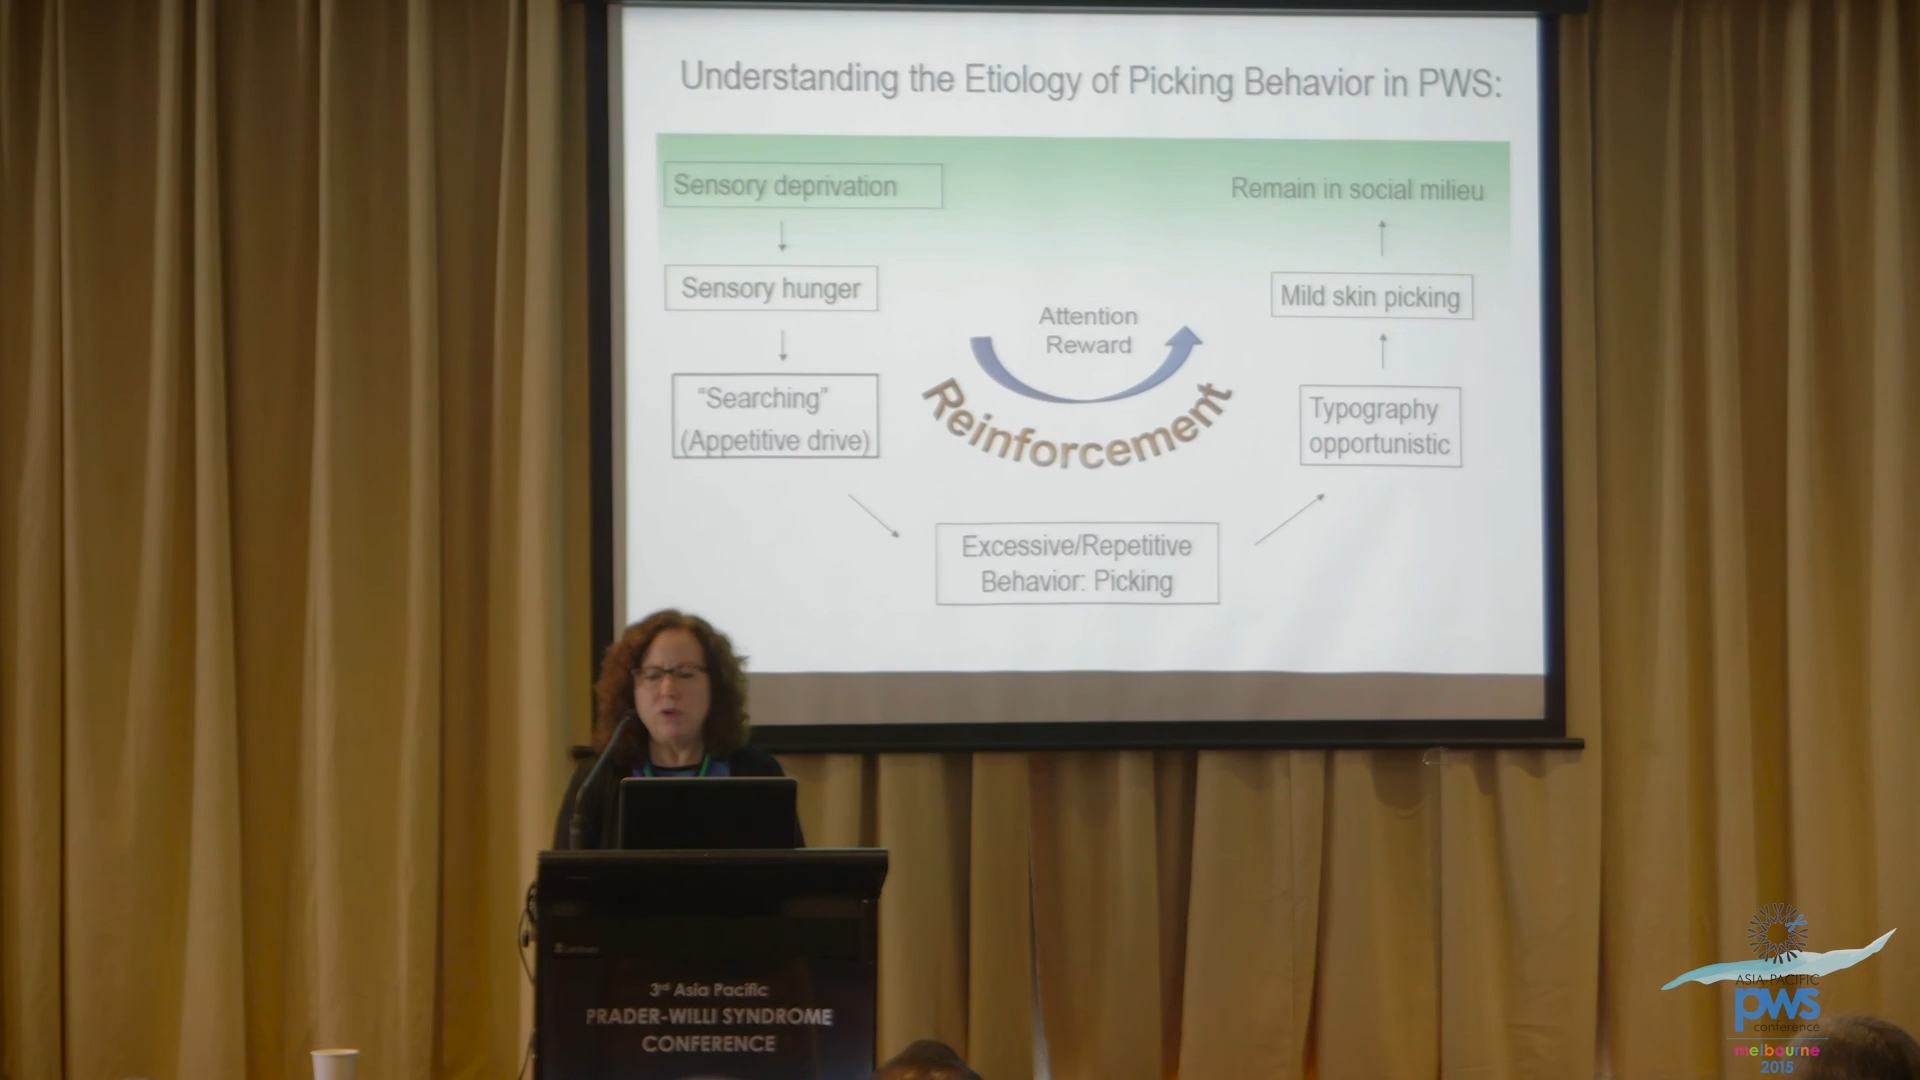 Understanding the Etiology of Picking Behavior in PWS:
Sensory deprivation
Remain in social milieu
Sensory hunger
Mild skin picking
Attention
Reward
“Searching”
(Appetitive drive)
Reinforcement
Typography
opportunistic
Excessive/Repetitive
Behavior: Picking
3rd Asia Pacific
PRADER-WILLI SYNDROME
CONFERENCE
ASIA-PACIFIC
pws
conference
melbourne
2015